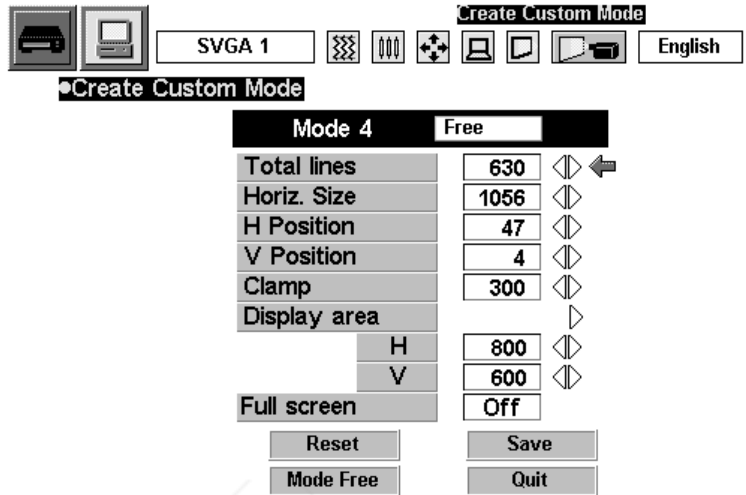 Create Custom Mode
SVGA 1 English
●Create Custom Mode
Mode 4 Free
Total lines 630
Horiz. Size 1056
H Position 47
V Position 4
Clamp 300
Display area
H 800
V 600
Full screen Off
Reset Save
Mode Free Quit